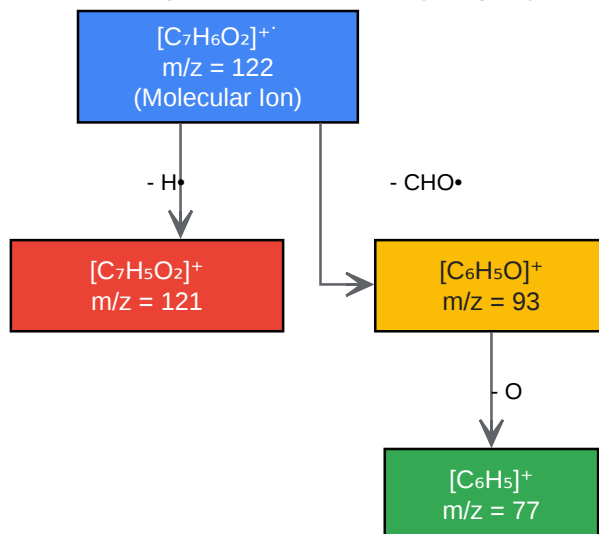 [C₇H₆O₂]⁺˙
m/z = 122
(Molecular Ion)
- H•
- CHO•
[C₇H₅O₂]⁺
m/z = 121
[C₆H₅O]⁺
m/z = 93
- O
[C₆H₅]⁺
m/z = 77